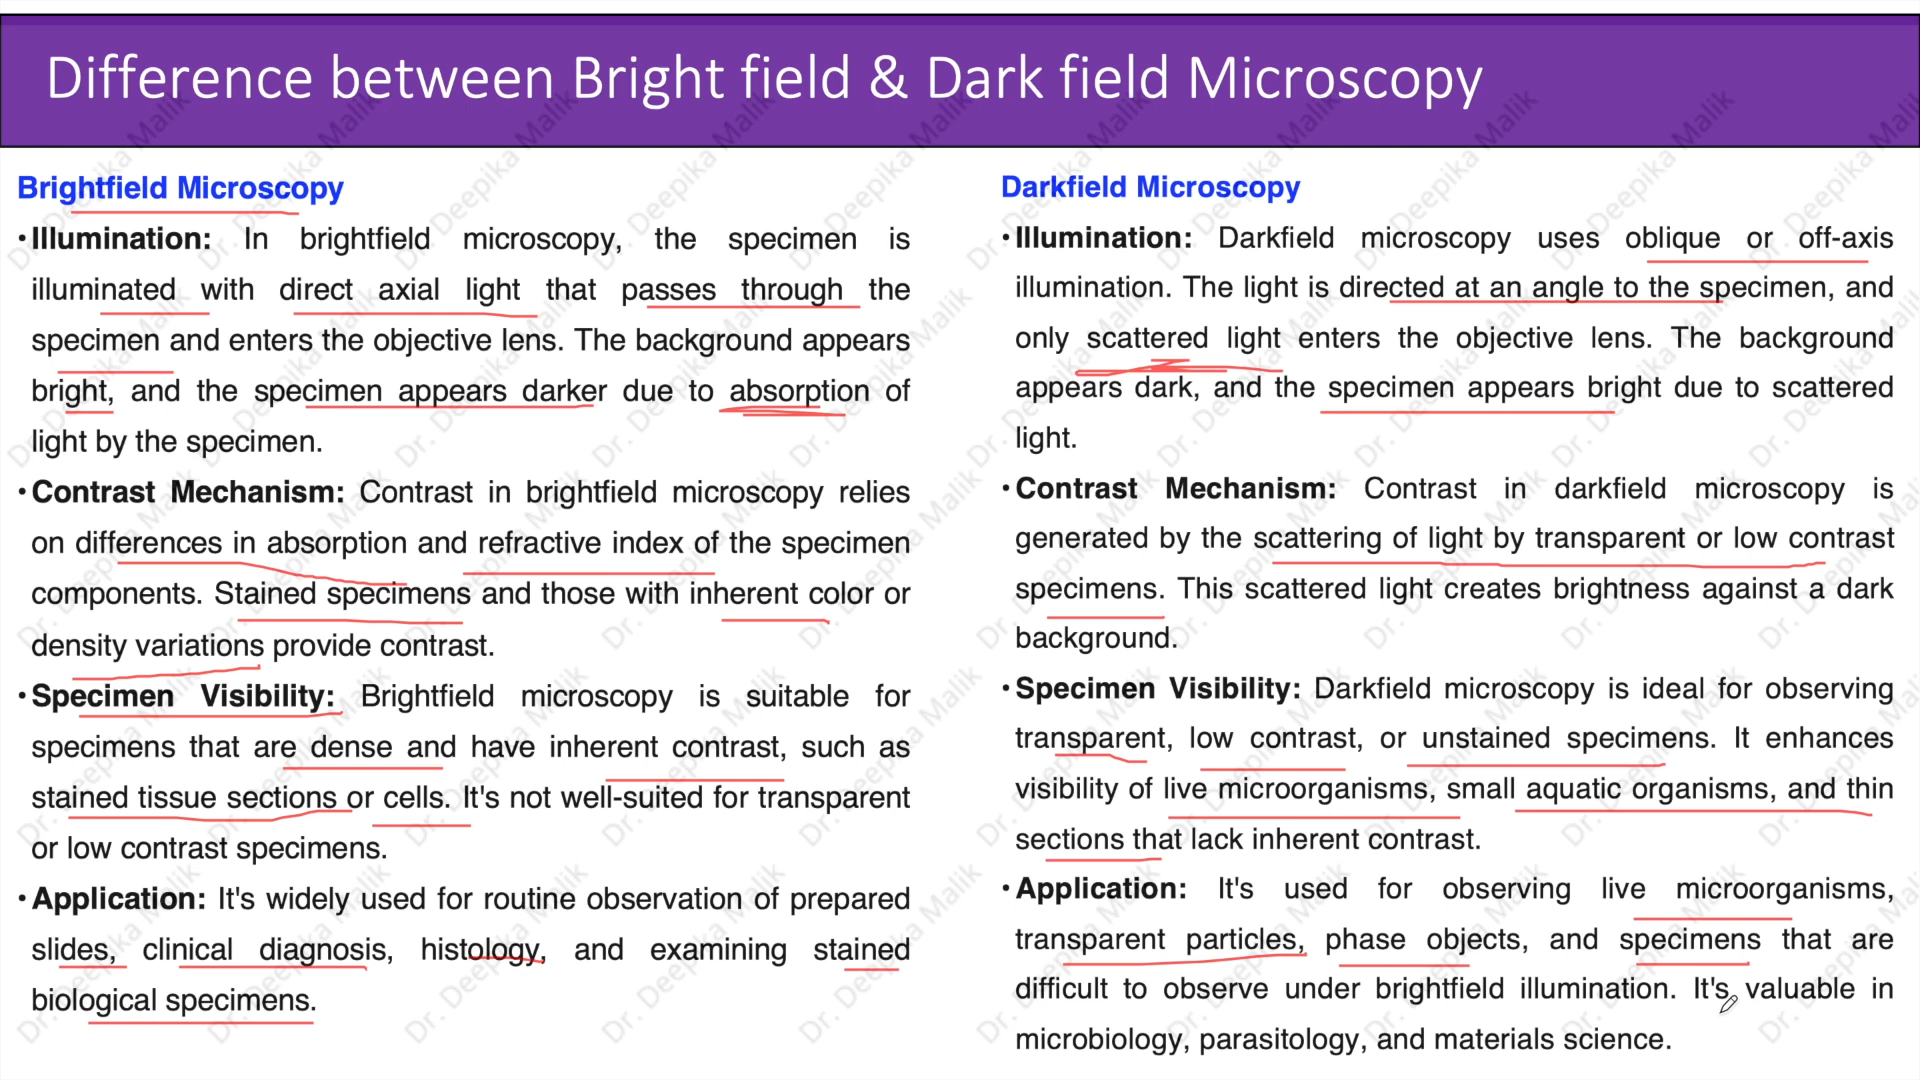 Difference between Bright field & Dark field Microscopy
Brightfield Microscopy
•Illumination: In brightfield microscopy, the specimen is
illuminated with direct axial light that passes through the
specimen and enters the objective lens. The background appears
bright, and the specimen appears darker due to absorption of
light by the specimen.
•Contrast Mechanism: Contrast in brightfield microscopy relies
on differences in absorption and refractive index of the specimen
components. Stained specimens and those with inherent color or
density variations provide contrast.
•Specimen Visibility: Brightfield microscopy is suitable for
specimens that are dense and have inherent contrast, such as
stained tissue sections or cells. It's not well-suited for transparent
or low contrast specimens.
•Application: It's widely used for routine observation of prepared
slides, clinical diagnosis, histology, and examining stained
biological specimens.
Darkfield Microscopy
•Illumination: Darkfield microscopy uses oblique or off-axis
illumination. The light is directed at an angle to the specimen, and
only scattered light enters the objective lens. The background
appears dark, and the specimen appears bright due to scattered
light.
•Contrast Mechanism: Contrast in darkfield microscopy is
generated by the scattering of light by transparent or low contrast
specimens. This scattered light creates brightness against a dark
background.
•Specimen Visibility: Darkfield microscopy is ideal for observing
transparent, low contrast, or unstained specimens. It enhances
visibility of live microorganisms, small aquatic organisms, and thin
sections that lack inherent contrast.
•Application: It's used for observing live microorganisms,
transparent particles, phase objects, and specimens that are
difficult to observe under brightfield illumination. It's valuable in
microbiology, parasitology, and materials science.
Dr. Deepika Malik